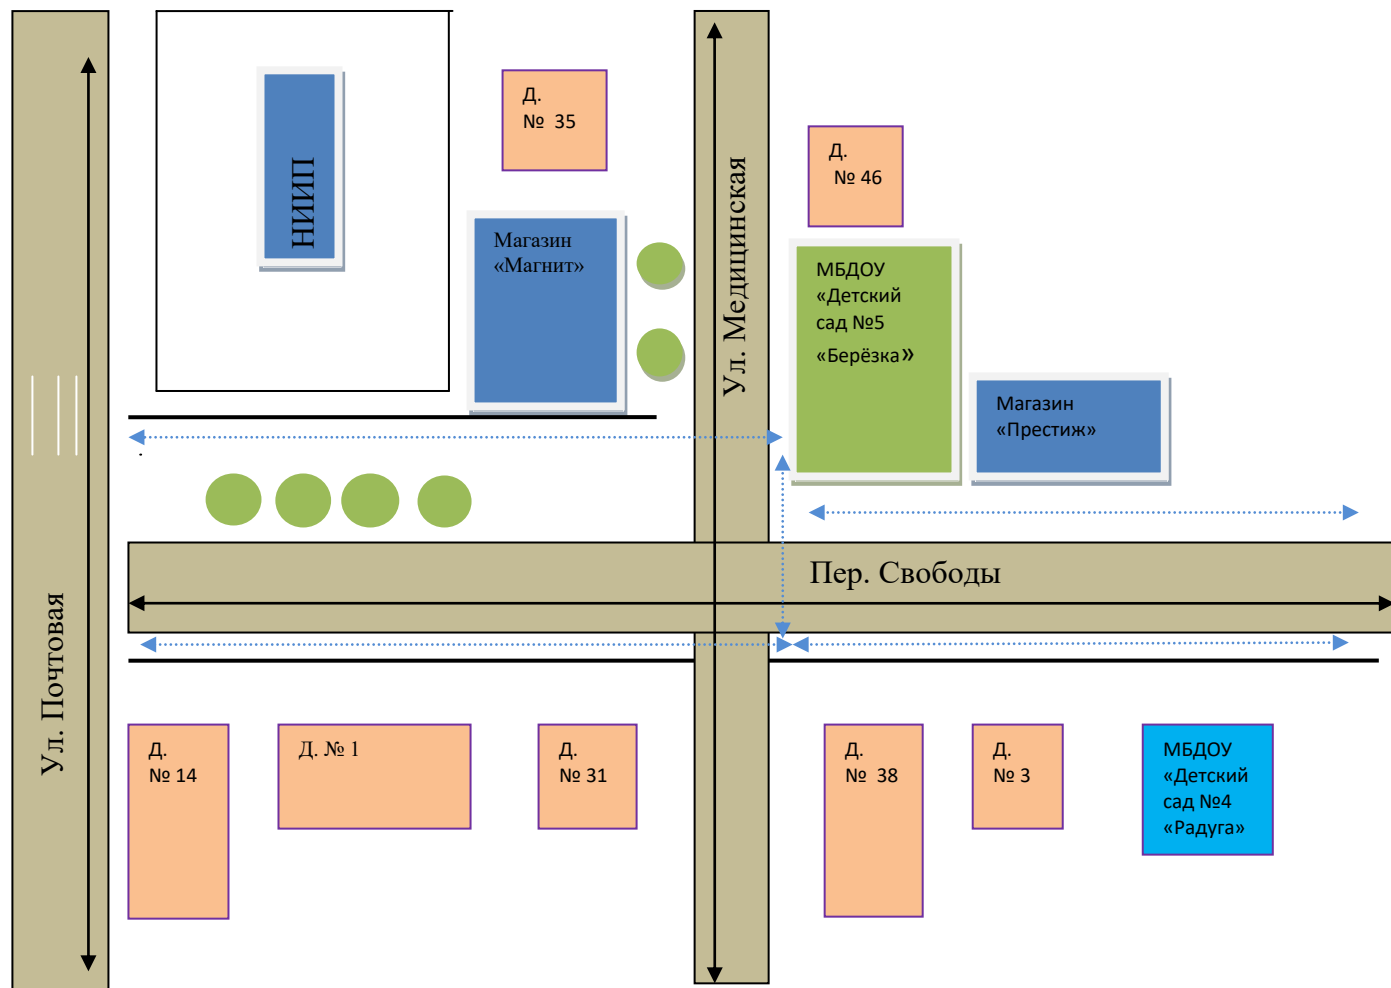 НИИП
Д.
№ 35
Магазин
«Магнит»
Ул. Медицинская
Д.
№ 46
МБДОУ
«Детский
сад №5
«Берёзка»
Магазин
«Престиж»
Пер. Свободы
Ул. Почтовая
Д.
№ 14
Д. № 1
Д.
№ 31
Д.
№ 38
Д.
№ 3
МБДОУ
«Детский
сад №4
«Радуга»